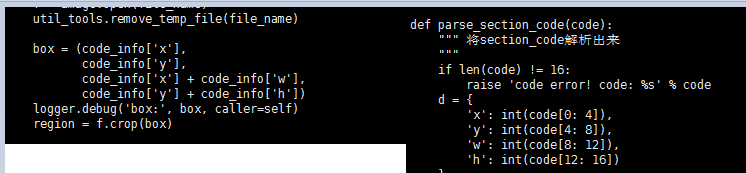 util_tools.remove_temp_file(file_name)
box = (code_info['x'],
code_info['y'],
code_info['x'] + code_info['w'],
code_info['y'] + code_info['h'])
logger.debug('box:', box, caller=self)
region = f.crop(box)
def parse_section_code(code):
""" 将section_code解析出来
"""
if len(code) != 16:
raise 'code error! code: %s' % code
d = {
'x': int(code[0: 4]),
'y': int(code[4: 8]),
'w': int(code[8: 12]),
'h': int(code[12: 16])